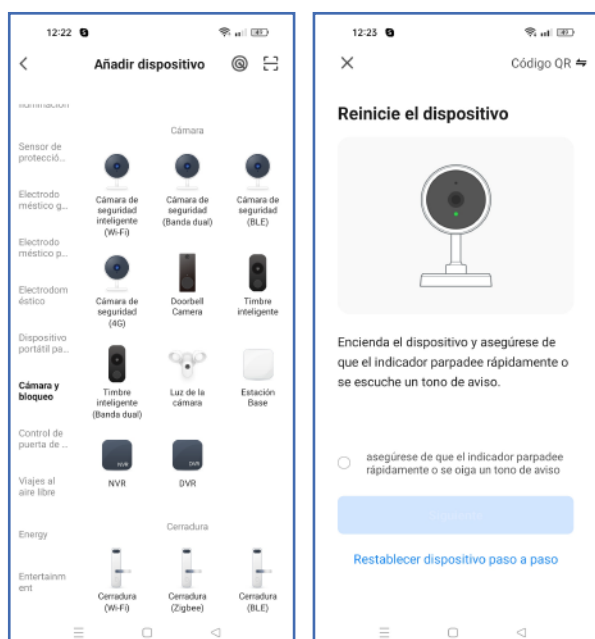 12:22
Añadir dispositivo
Iluminación
Cámara
Sensor de
protecció...
Cámara de
seguridad
inteligente
(Wi-Fi)
Cámara de
seguridad
(Banda dual)
Cámara de
seguridad
(BLE)
Electrodo
méstico g...
Electrodo
méstico p...
Electrodom
éstico
Cámara de
seguridad
(4G)
Doorbell
Camera
Timbre
inteligente
Dispositivo
portátil pa...
Cámara y
bloqueo
Timbre
inteligente
(Banda dual)
Luz de la
cámara
Estación
Base
Control de
puerta de ...
NVR
DVR
NVR
DVR
Viajes al
aire libre
Energy
Cerradura
Entertainm
ent
Cerradura
(Wi-Fi)
Cerradura
(Zigbee)
Cerradura
(BLE)
12:23
Código QR
Reinicie el dispositivo
Encienda el dispositivo y asegúrese de
que el indicador parpadee rápidamente o
se escuche un tono de aviso.
asegúrese de que el indicador parpadee
rápidamente o se oiga un tono de aviso
Siguiente
Restablecer dispositivo paso a paso